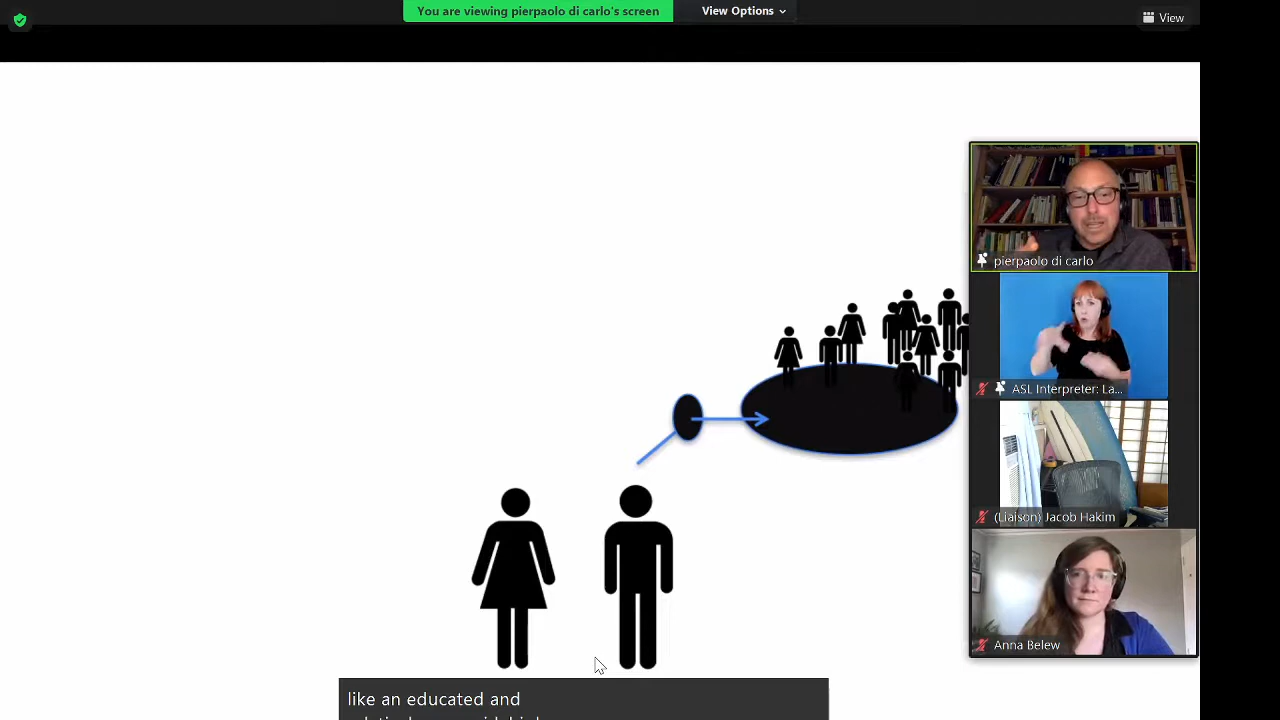 You are viewing pierpaolo di carlo's screen
View Options
View
pierpaolo di carlo
ASL Interpreter: La...
(Liaison) Jacob Hakim
Anna Belew
like an educated and